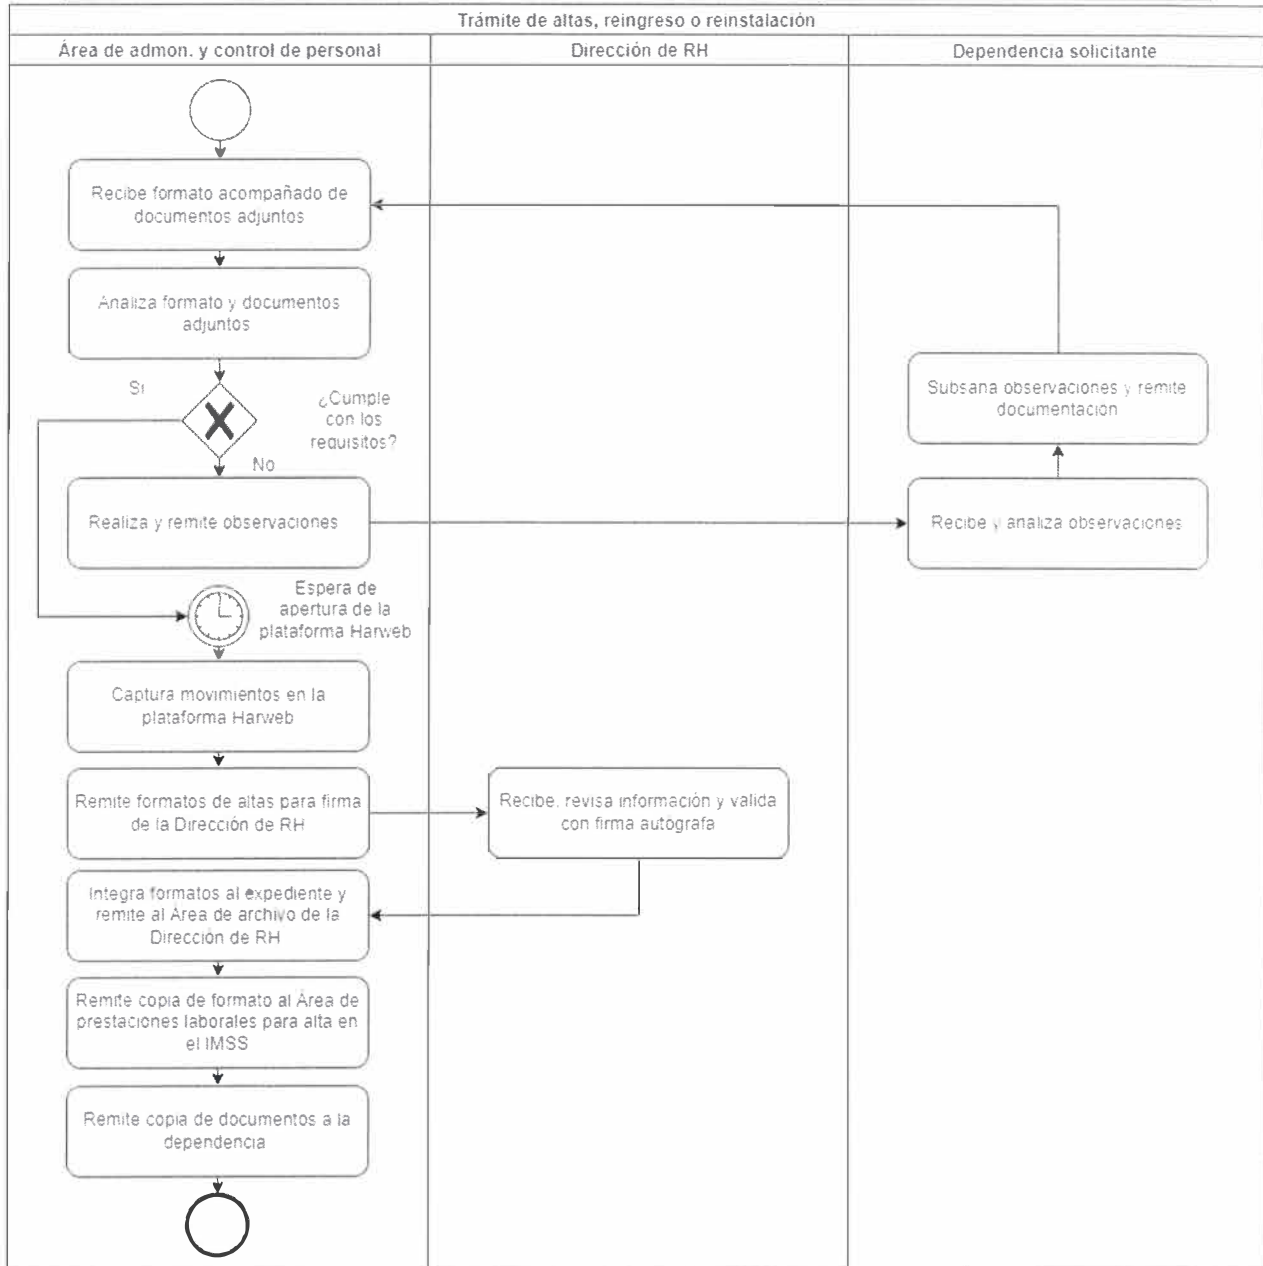 Trámite de altas, reingreso o reinstalación
Área de admon. y control de personal
Dirección de RH
Dependencia solicitante
Recibe formato acompañado de
documentos adjuntos
Analiza formato y documentos
adjuntos
Si
¿Cumple
con los
requisitos?
No
Subsana observaciones y remite
documentación
Realiza y remite observaciones
Recibe y analiza observaciones
Espera de
apertura de la
plataforma Harweb
Captura movimientos en la
plataforma Harweb
Remite formatos de altas para firma
de la Dirección de RH
Recibe, revisa información y valida
con firma autógrafa
Integra formatos al expediente y
remite al Área de archivo de la
Dirección de RH
Remite copia de formato al Área de
prestaciones laborales para alta en
el IMSS
Remite copia de documentos a la
dependencia